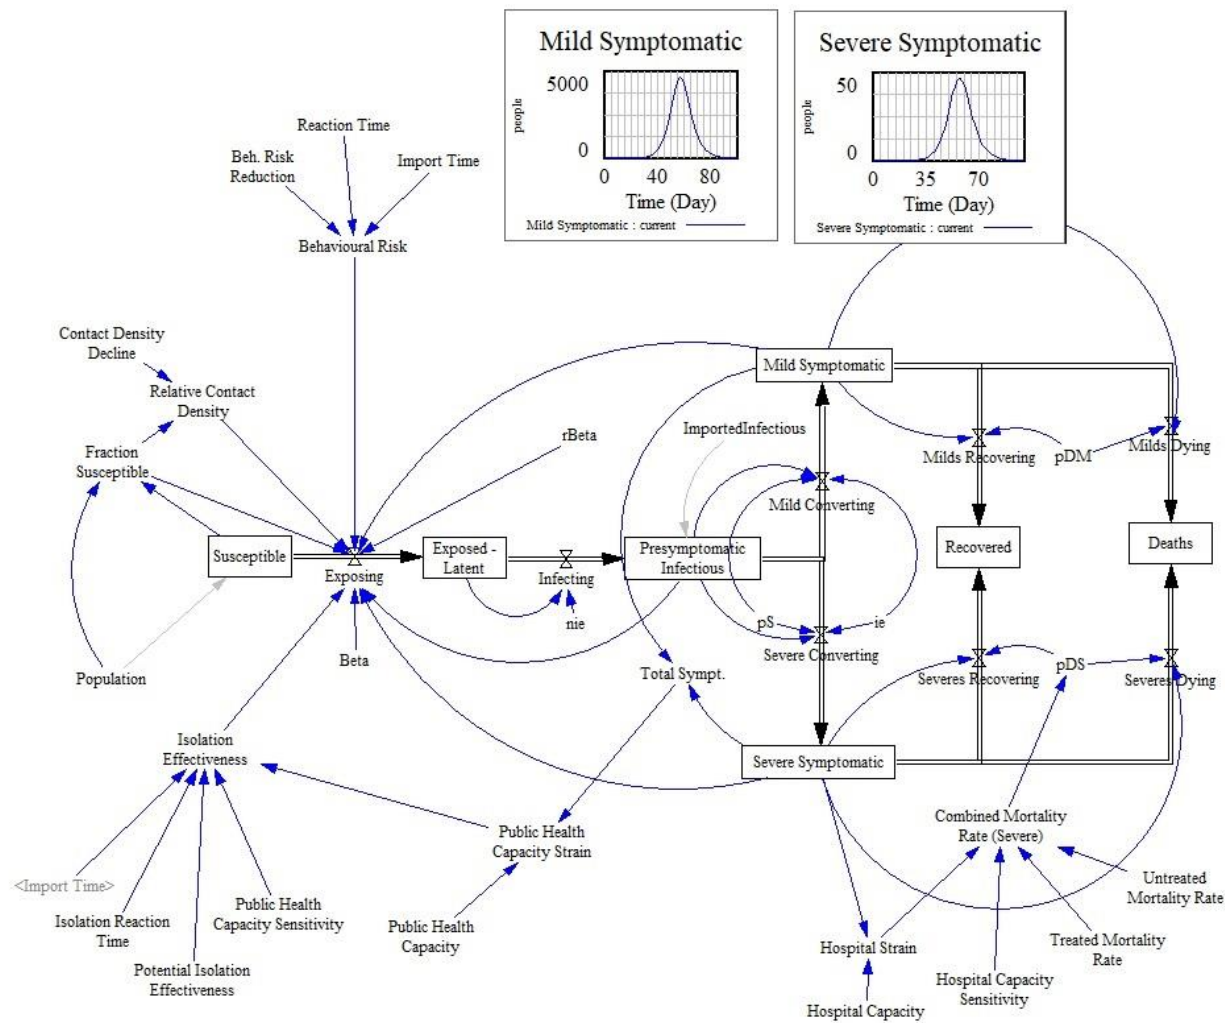 Mild Symptomatic
people
5000
0
0
40
80
Time (Day)
Mild Symptomatic : current
Severe Symptomatic
people
50
0
0
35
70
Time (Day)
Severe Symptomatic : current
Reaction Time
Beh. Risk
Reduction
Import Time
Behavioural Risk
Contact Density
Decline
Relative Contact
Density
Fraction
Susceptible
rBeta
ImportedInfectious
Mild Symptomatic
Milds Recovering
pDM
Milds Dying
Mild Converting
Susceptible
Exposing
Exposed -
Latent
Infecting
Presymptomatic
Infectious
Recovered
Deaths
nie
pS
ie
Severe Converting
Beta
Population
Total Sympt.
Severes Recovering
pDS
Severes Dying
Isolation
Effectiveness
Severe Symptomatic
Public Health
Capacity Strain
Combined Mortality
Rate (Severe)
<Import Time>
Isolation Reaction
Time
Potential Isolation
Effectiveness
Public Health
Capacity Sensitivity
Public Health
Capacity
Hospital Strain
Hospital Capacity
Hospital Capacity
Sensitivity
Treated Mortality
Rate
Untreated
Mortality Rate